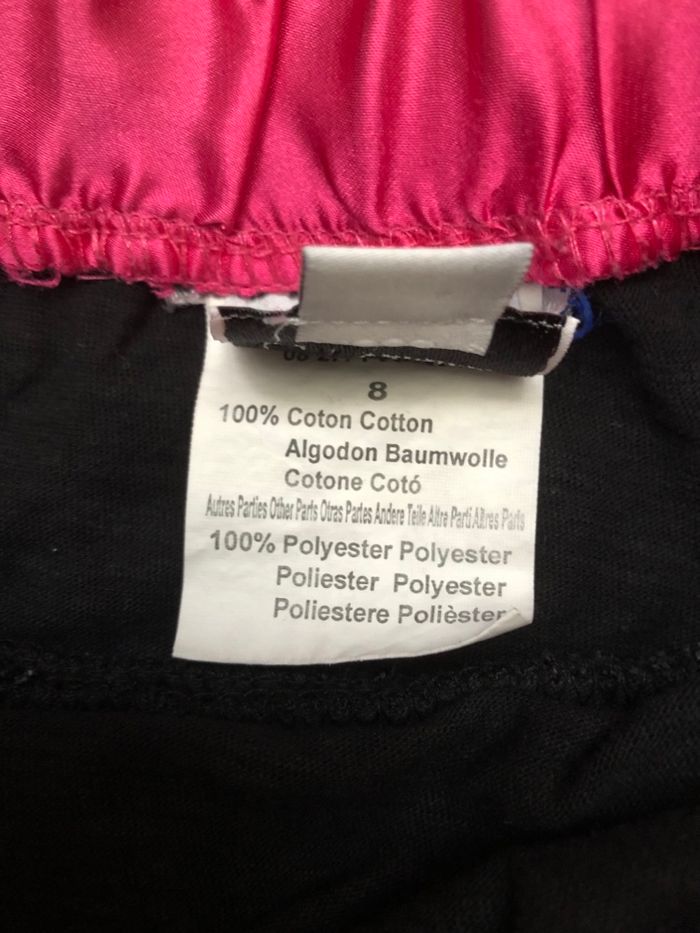 8
100% Coton Cotton
Algodon Baumwolle
Cotone Cotó
Autres Parties Other Parts Otras Partes Andere Teile Altre Parti Altres Parts
100% Polyester Polyester
Poliester Polyester
Poliestere Polièster